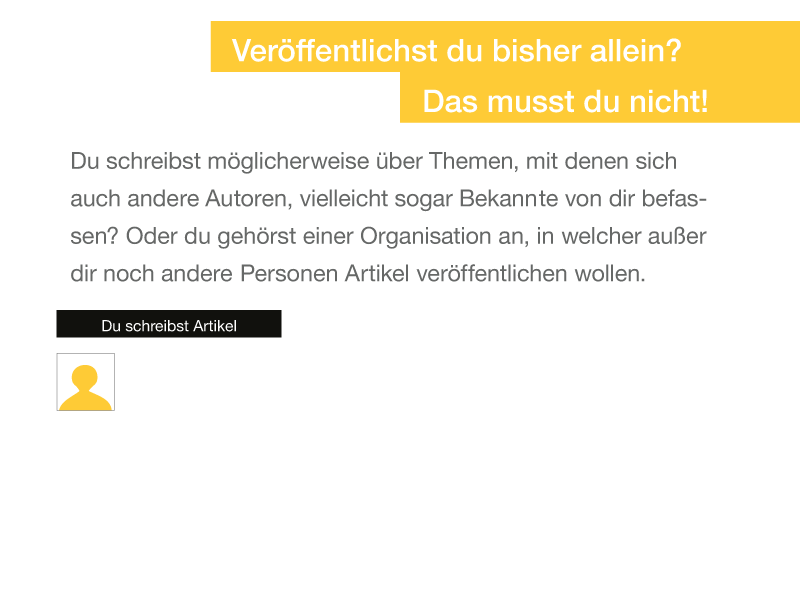 Veröffentlichst du bisher allein?
Das musst du nicht!
Du schreibst möglicherweise über Themen, mit denen sich
auch andere Autoren, vielleicht sogar Bekannte von dir befas-
sen? Oder du gehörst einer Organisation an, in welcher außer
dir noch andere Personen Artikel veröffentlichen wollen.
Du schreibst Artikel